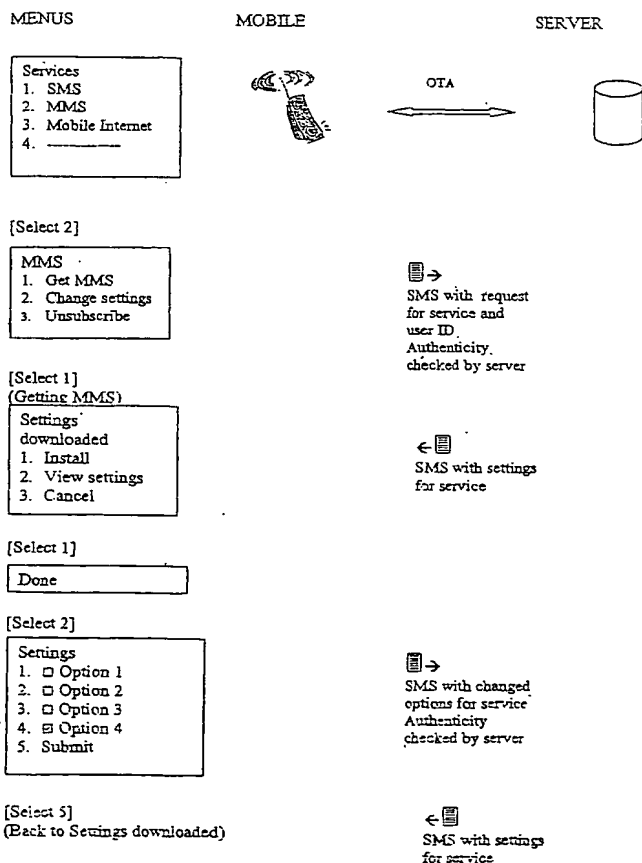 MENUS
MOBILE
SERVER
Services
1. SMS
2. MMS
3. Mobile Internet
4.
OTA
[Select 2]
MMS
1. Get MMS
2. Change settings
3. Unsubscribe
SMS with request
for service and
user ID.
Authenticity
checked by server
[Select 1]
(Getting MMS)
Settings
downloaded
1. Install
2. View settings
3. Cancel
SMS with settings
for service
[Select 1]
Done
[Select 2]
Settings
1. □ Option 1
2. □ Option 2
3. □ Option 3
4. ☑ Option 4
5. Submit
SMS with changed
options for service
Authenticity
checked by server
[Select 5]
(Back to Settings downloaded)
SMS with settings
for service